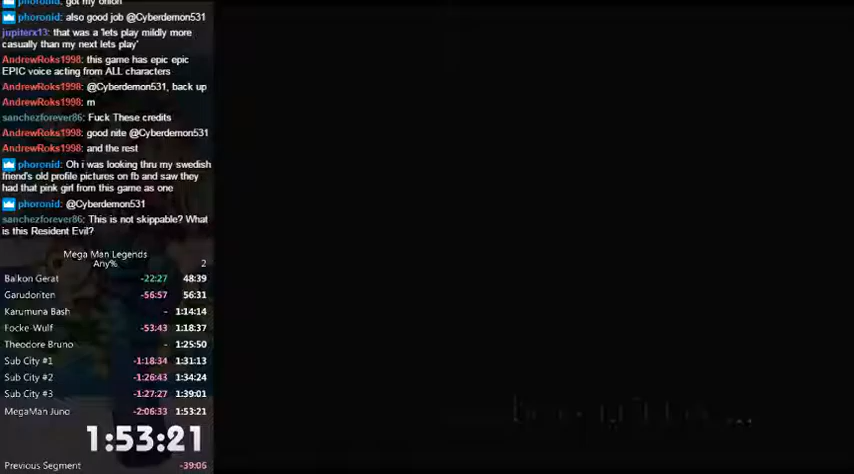 phoronid: got my onion
phoronid: also good job @Cyberdemon531
jupiterx13: that was a 'lets play mildly more
casually than my next lets play'
AndrewRoks1998: this game has epic epic
EPIC voice acting from ALL characters
AndrewRoks1998: @Cyberdemon531, back up
AndrewRoks1998: m
sanchezforever86: Fuck These credits
AndrewRoks1998: good nite @Cyberdemon531
AndrewRoks1998: and the rest
phoronid: Oh i was looking thru my swedish
friend's old profile pictures on fb and saw they
had that pink girl from this game as one
phoronid: @Cyberdemon531
sanchezforever86: This is not skippable? What
is this Resident Evil?
Mega Man Legends
Any% 2
Balkon Gerat -22:27 48:39
Garudoriten -56:57 56:31
Karumuna Bash - 1:14:14
Focke-Wulf -53:43 1:18:37
Theodore Bruno - 1:25:50
Sub City #1 -1:18:34 1:31:13
Sub City #2 -1:26:43 1:34:24
Sub City #3 -1:27:27 1:39:01
MegaMan Juno -2:06:33 1:53:21
1:53:21
Previous Segment -39:06